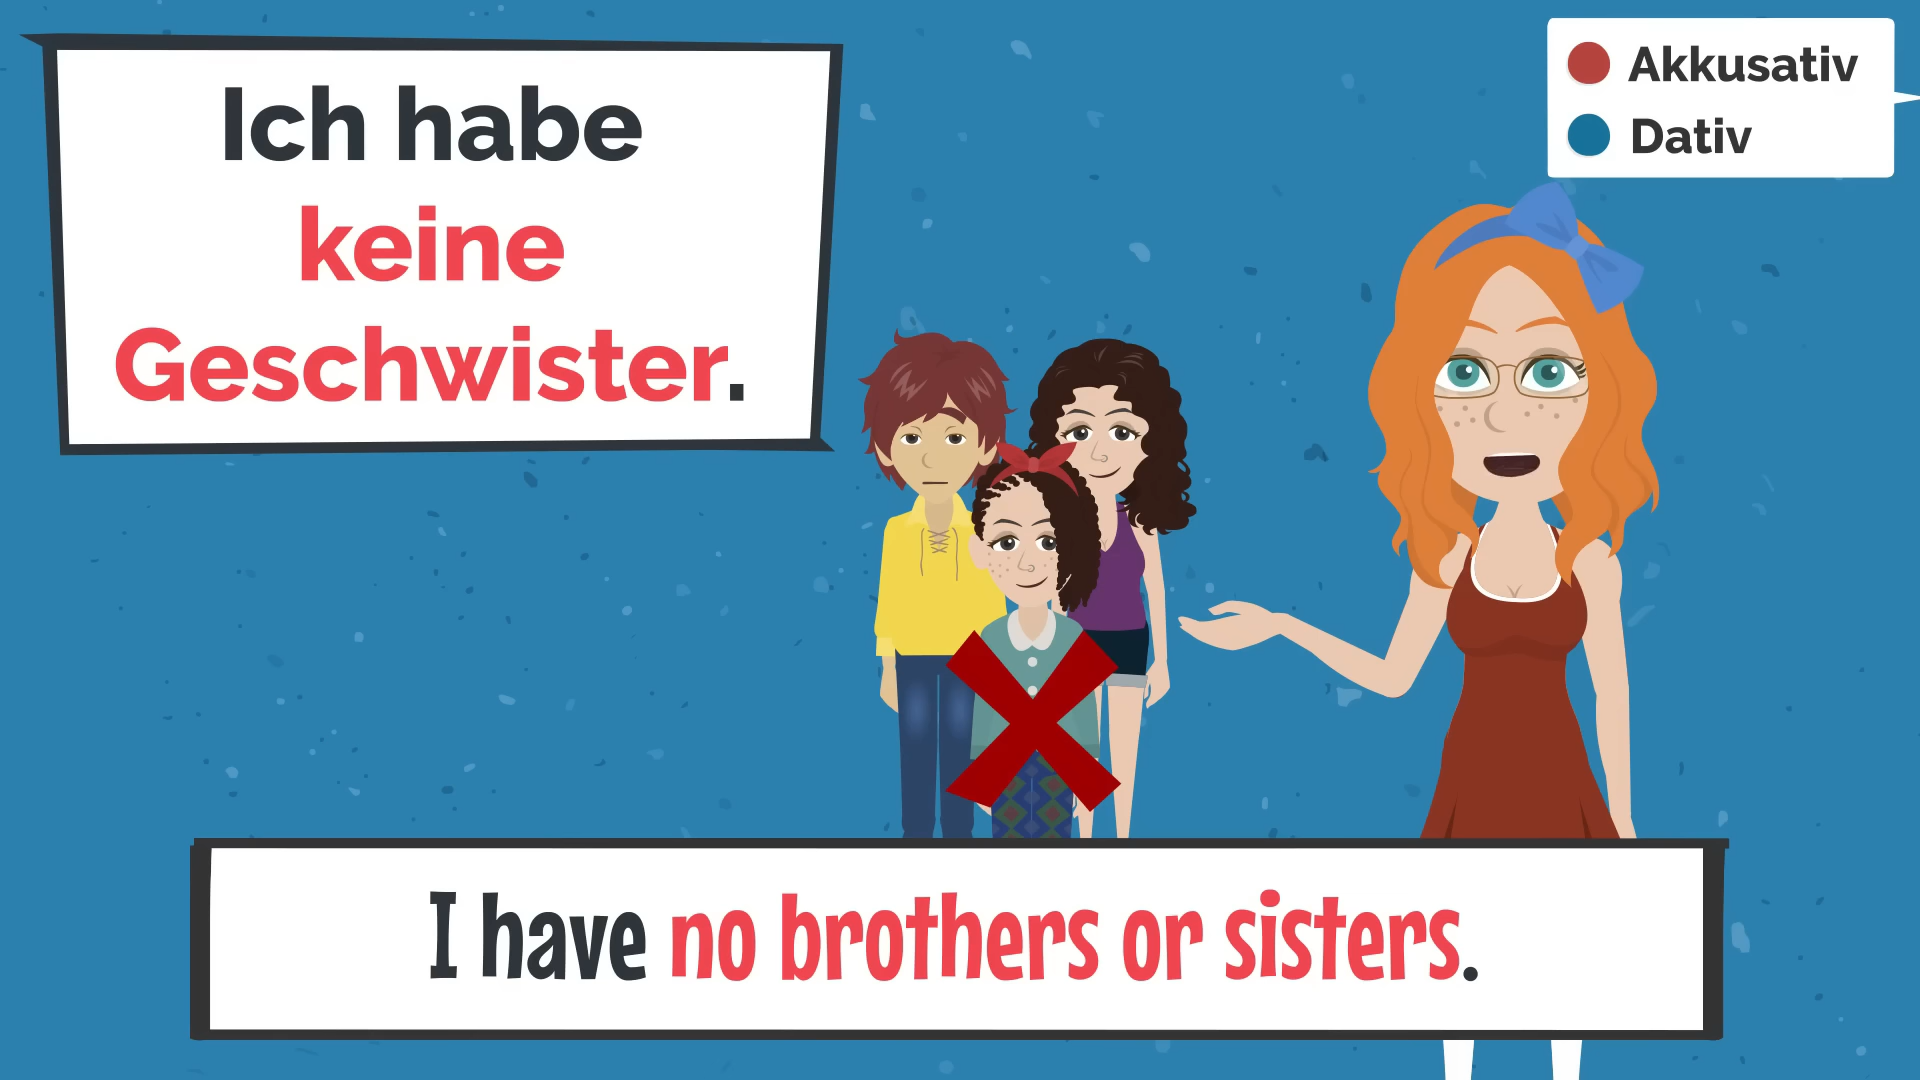 Ich habe
keine
Geschwister.
Akkusativ
Dativ
I have no brothers or sisters.